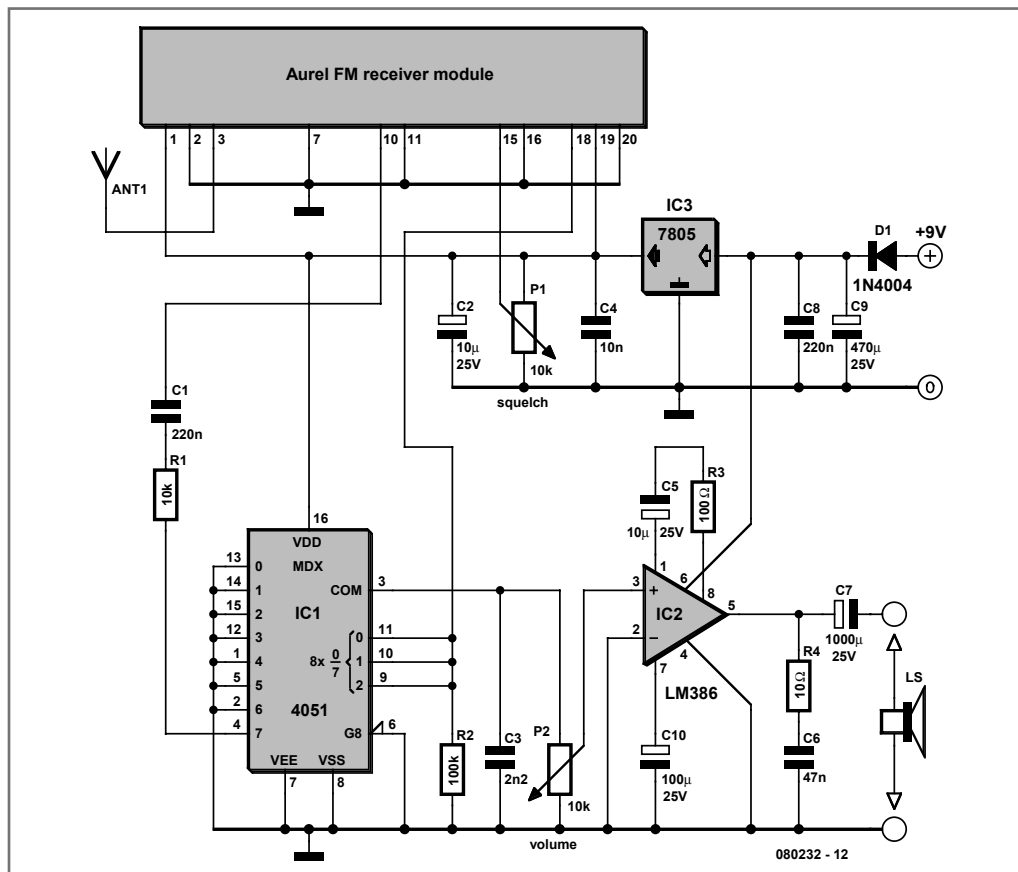 Aurel FM receiver module
1 2 3 7 10 11 15 16 18 19 20
ANT1
IC3
7805
D1
+9V
1N4004
C2
10μ
25V
P1
10k
C4
10n
C8
220n
C9
470μ
25V
0
squelch
C1
220n
R1
10k
16
VDD
MDX
IC1
4051
COM 3
13 0
14 1
15 2
12 3
1 4
5 5
2 6
4 7
8x 0/7
0 11
1 10
2 9
G8 6
VEE VSS
7 8
R2
100k
C3
2n2
P2
10k
volume
C5
10μ 25V
R3
100Ω
1 6 8
3 +
2 −
IC2
5
7 4
LM386
C10
100μ
25V
C7
1000μ
25V
R4
10Ω
C6
47n
LS
080232 - 12